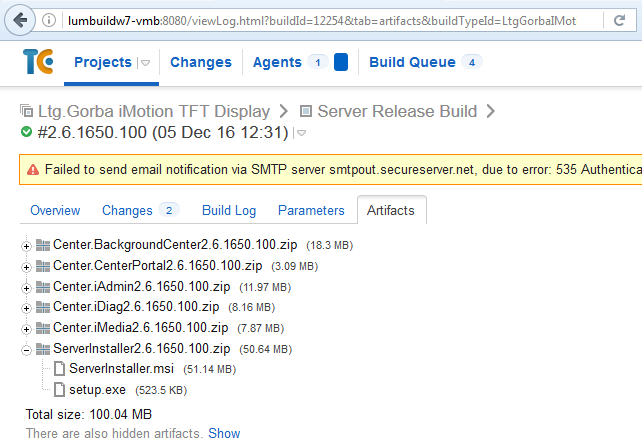 lumbuildw7-vmb:8080/viewLog.html?buildId=12254&tab=artifacts&buildTypeId=LtgGorbaIMot
TC Projects Changes Agents 1 Build Queue 4
Ltg.Gorba iMotion TFT Display Server Release Build
#2.6.1650.100 (05 Dec 16 12:31)
Failed to send email notification via SMTP server smtpout.secureserver.net, due to error: 535 Authentica
Overview Changes 2 Build Log Parameters Artifacts
Center.BackgroundCenter2.6.1650.100.zip (18.3 MB)
Center.CenterPortal2.6.1650.100.zip (3.09 MB)
Center.iAdmin2.6.1650.100.zip (11.97 MB)
Center.iDiag2.6.1650.100.zip (8.16 MB)
Center.iMedia2.6.1650.100.zip (7.87 MB)
ServerInstaller2.6.1650.100.zip (50.64 MB)
ServerInstaller.msi (51.14 MB)
setup.exe (523.5 KB)
Total size: 100.04 MB
There are also hidden artifacts. Show